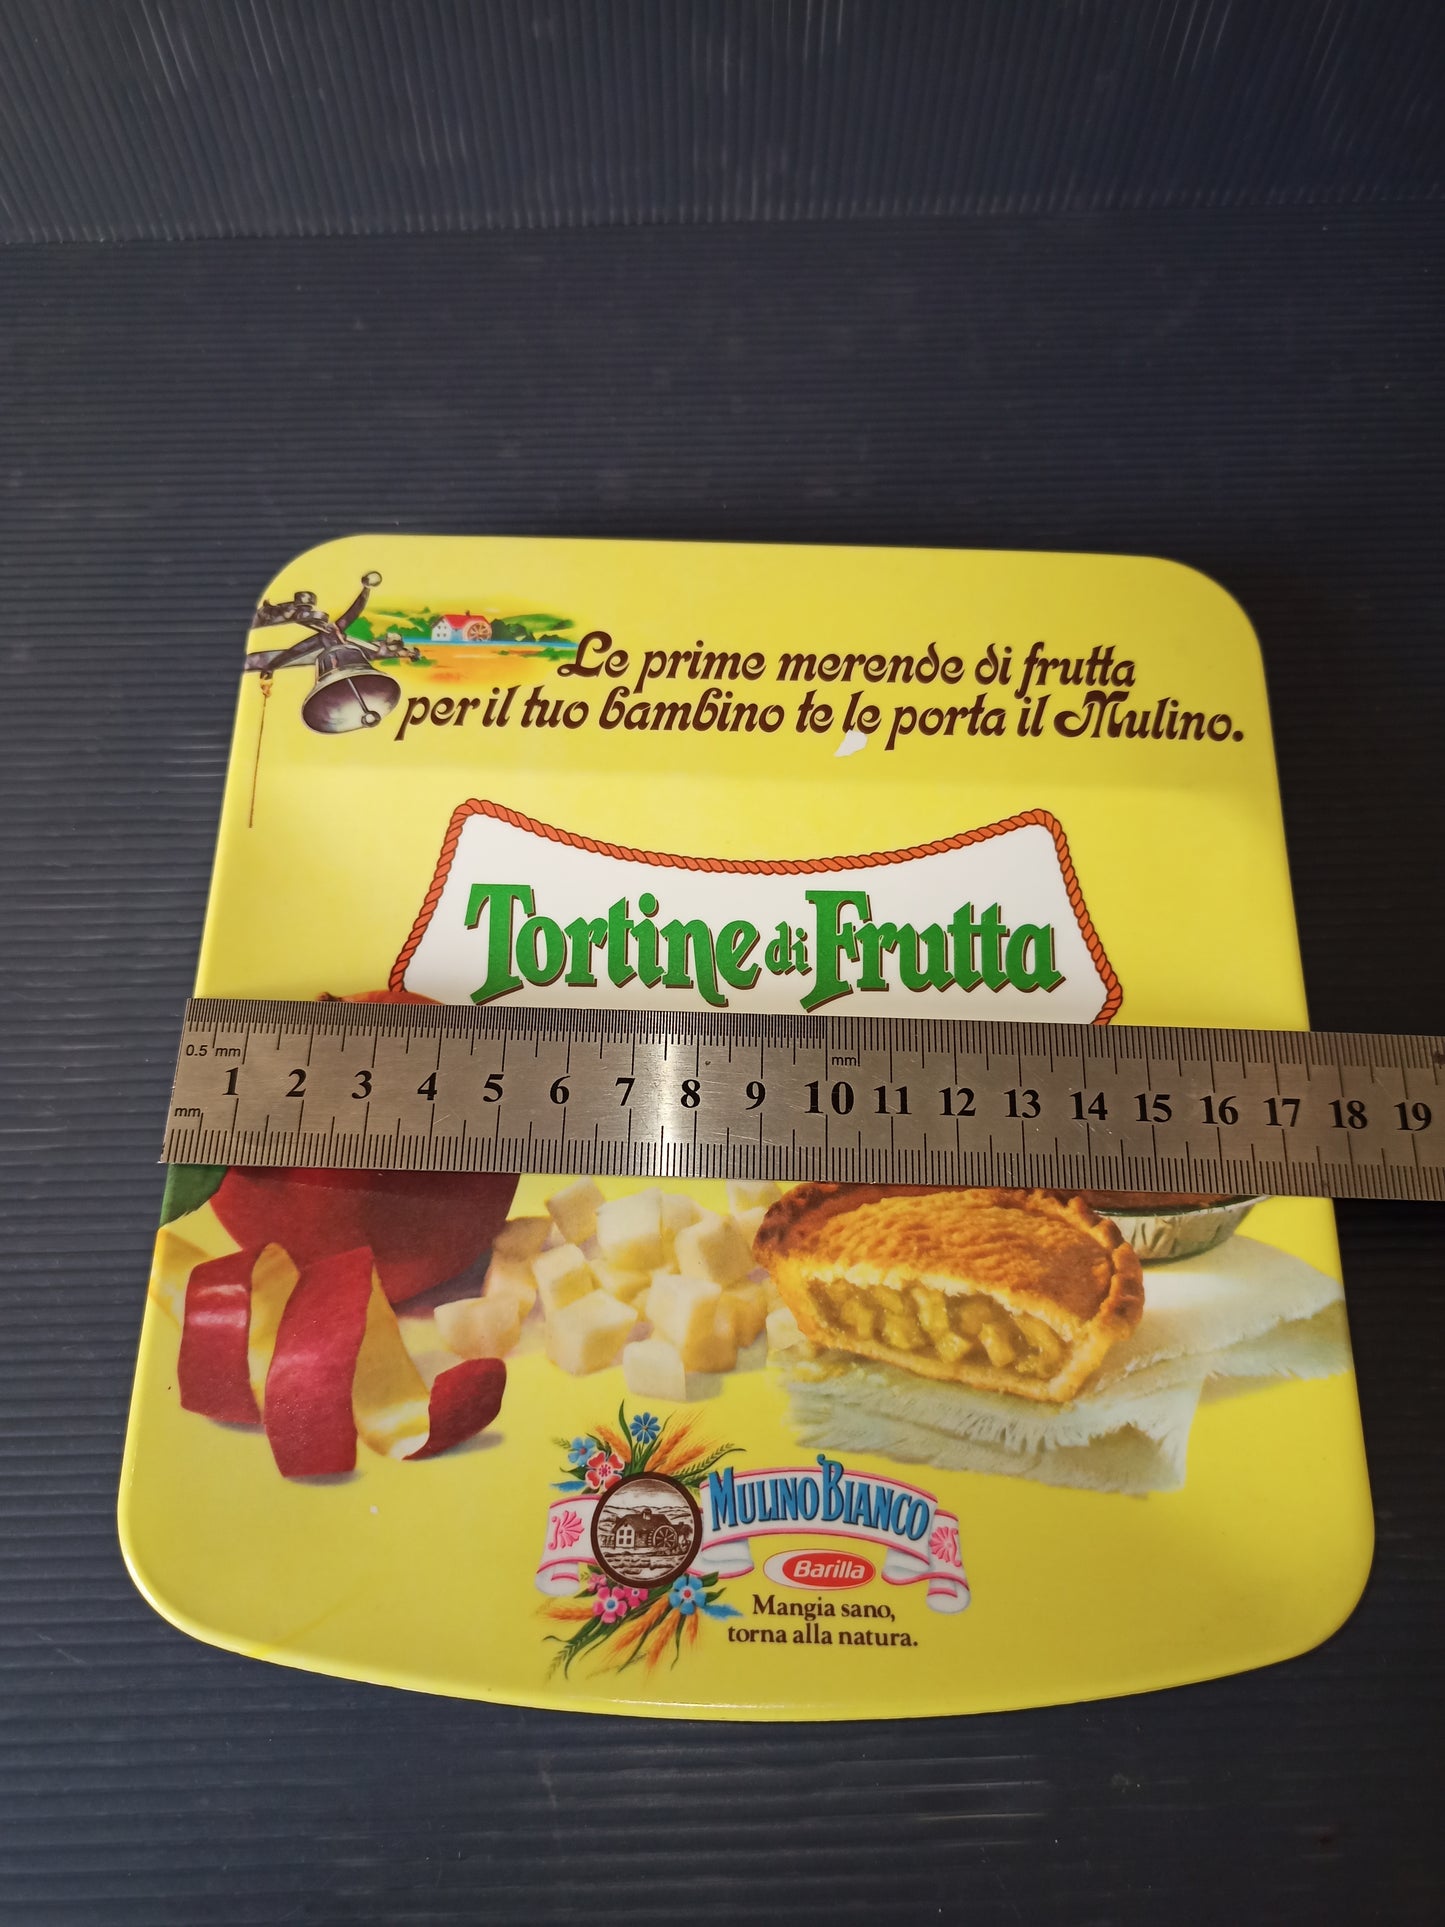 Le prime merende di frutta
per il tuo bambino te le porta il Mulino.
Tortine di Frutta
0.5 mm
mm
1 2 3 4 5 6 7 8 9 10 11 12 13 14 15 16 17 18 19
mm
MULINO BIANCO
Barilla
Mangia sano,
torna alla natura.